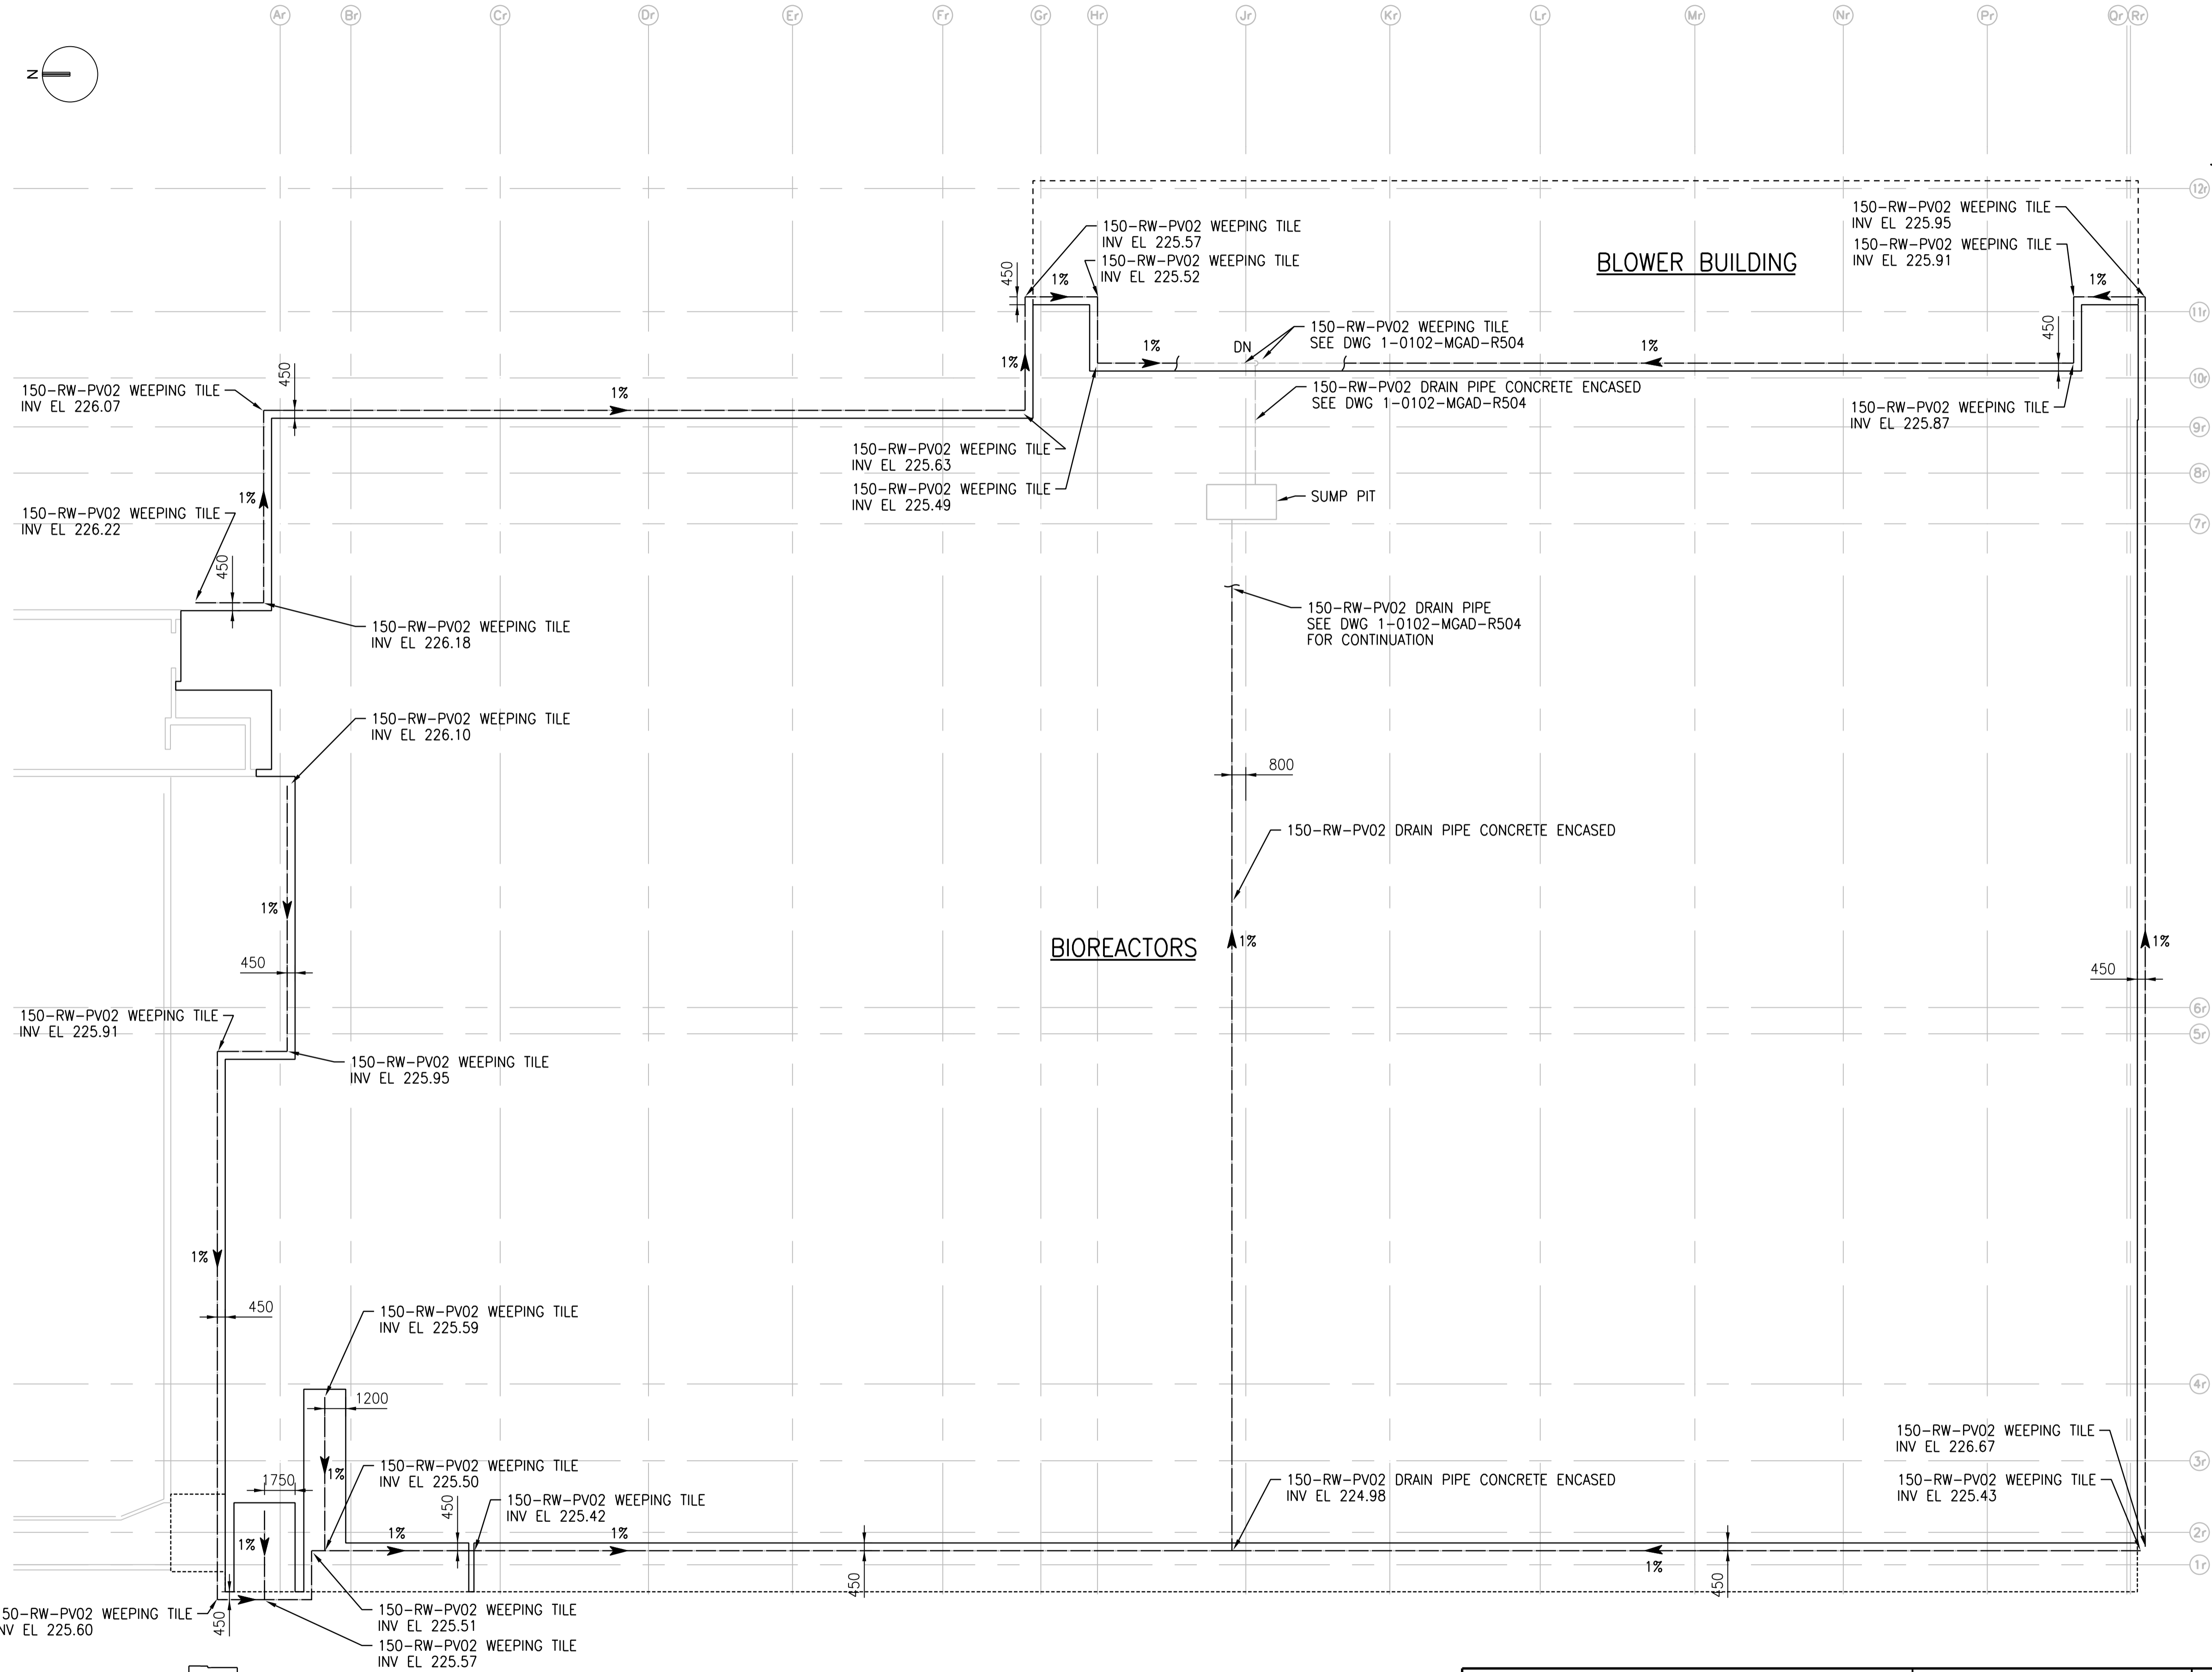 Ar Br Cr Dr Er Fr Gr Hr Jr Kr Lr Mr Nr Pr Qr Rr
N
12r
150-RW-PV02 WEEPING TILE
INV EL 225.95
150-RW-PV02 WEEPING TILE
INV EL 225.91
150-RW-PV02 WEEPING TILE
INV EL 225.57
150-RW-PV02 WEEPING TILE
INV EL 225.52
BLOWER BUILDING
450
1%
1%
11r
150-RW-PV02 WEEPING TILE
SEE DWG 1-0102-MGAD-R504
DN
1%
1%
450
1%
10r
150-RW-PV02 DRAIN PIPE CONCRETE ENCASED
SEE DWG 1-0102-MGAD-R504
150-RW-PV02 WEEPING TILE
INV EL 226.07
450
1%
150-RW-PV02 WEEPING TILE
INV EL 225.87
9r
150-RW-PV02 WEEPING TILE
INV EL 225.63
8r
150-RW-PV02 WEEPING TILE
INV EL 225.49
SUMP PIT
1%
150-RW-PV02 WEEPING TILE
INV EL 226.22
7r
450
150-RW-PV02 DRAIN PIPE
SEE DWG 1-0102-MGAD-R504
FOR CONTINUATION
150-RW-PV02 WEEPING TILE
INV EL 226.18
150-RW-PV02 WEEPING TILE
INV EL 226.10
800
150-RW-PV02 DRAIN PIPE CONCRETE ENCASED
1%
BIOREACTORS
1%
1%
450
450
6r
150-RW-PV02 WEEPING TILE
INV EL 225.91
5r
150-RW-PV02 WEEPING TILE
INV EL 225.95
1%
450
150-RW-PV02 WEEPING TILE
INV EL 225.59
4r
1200
150-RW-PV02 WEEPING TILE
INV EL 226.67
3r
150-RW-PV02 WEEPING TILE
INV EL 225.50
1%
1750
150-RW-PV02 DRAIN PIPE CONCRETE ENCASED
INV EL 224.98
150-RW-PV02 WEEPING TILE
INV EL 225.43
150-RW-PV02 WEEPING TILE
INV EL 225.42
450
1%
1%
1%
2r
1%
1r
450
450
150-RW-PV02 WEEPING TILE
INV EL 225.51
50-RW-PV02 WEEPING TILE
NV EL 225.60
450
150-RW-PV02 WEEPING TILE
INV EL 225.57